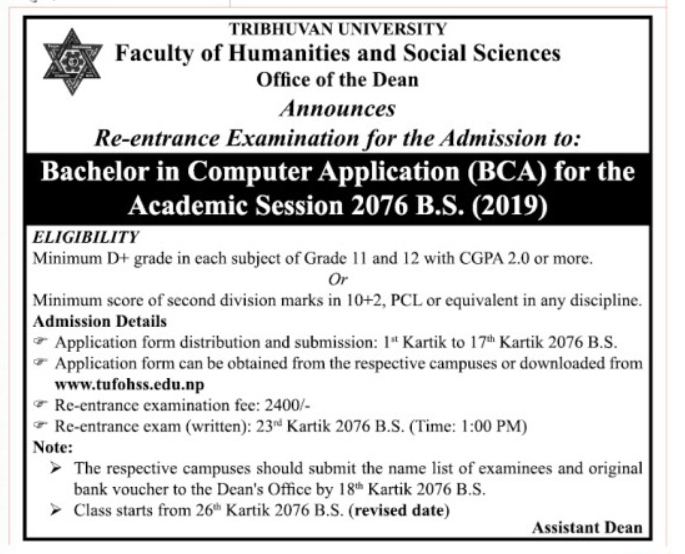 TRIBHUVAN UNIVERSITY
Faculty of Humanities and Social Sciences
Office of the Dean
Announces
Re-entrance Examination for the Admission to:
Bachelor in Computer Application (BCA) for the
Academic Session 2076 B.S. (2019)
ELIGIBILITY
Minimum D+ grade in each subject of Grade 11 and 12 with CGPA 2.0 or more.
Or
Minimum score of second division marks in 10+2, PCL or equivalent in any discipline.
Admission Details
☞ Application form distribution and submission: 1st Kartik to 17th Kartik 2076 B.S.
☞ Application form can be obtained from the respective campuses or downloaded from
www.tufohss.edu.np
☞ Re-entrance examination fee: 2400/-
☞ Re-entrance exam (written): 23rd Kartik 2076 B.S. (Time: 1:00 PM)
Note:
➢ The respective campuses should submit the name list of examinees and original
bank voucher to the Dean's Office by 18th Kartik 2076 B.S.
➢ Class starts from 26th Kartik 2076 B.S. (revised date)
Assistant Dean